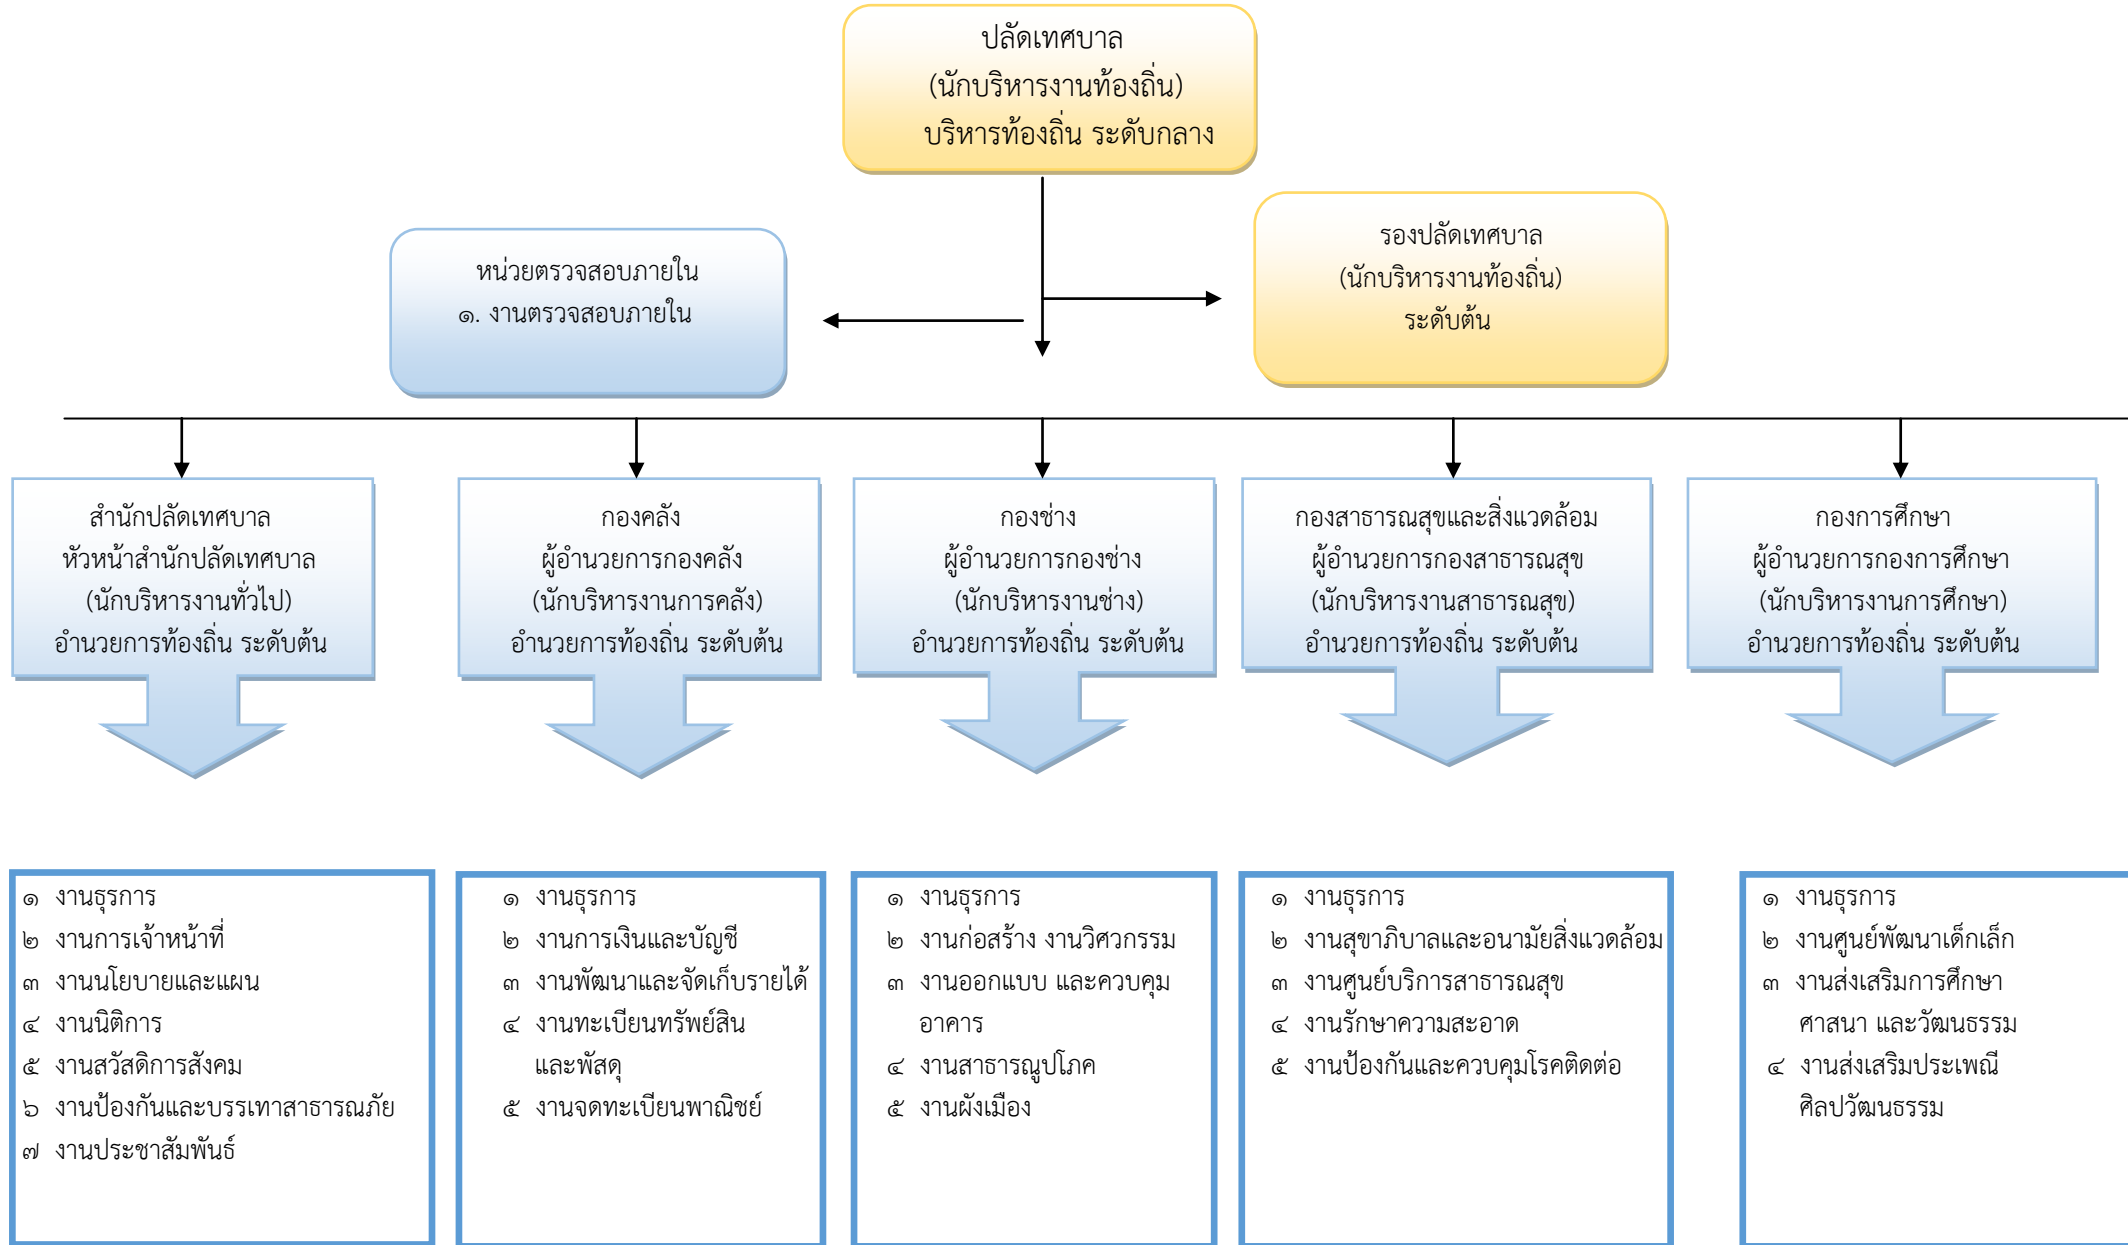 ปลัดเทศบาล
(นักบริหารงานท้องถิ่น)
บริหารท้องถิ่น ระดับกลาง
รองปลัดเทศบาล
(นักบริหารงานท้องถิ่น)
ระดับต้น
หน่วยตรวจสอบภายใน
๑. งานตรวจสอบภายใน
สำนักปลัดเทศบาล
หัวหน้าสำนักปลัดเทศบาล
(นักบริหารงานทั่วไป)
อำนวยการท้องถิ่น ระดับต้น
กองคลัง
ผู้อำนวยการกองคลัง
(นักบริหารงานการคลัง)
อำนวยการท้องถิ่น ระดับต้น
กองช่าง
ผู้อำนวยการกองช่าง
(นักบริหารงานช่าง)
อำนวยการท้องถิ่น ระดับต้น
กองสาธารณสุขและสิ่งแวดล้อม
ผู้อำนวยการกองสาธารณสุข
(นักบริหารงานสาธารณสุข)
อำนวยการท้องถิ่น ระดับต้น
กองการศึกษา
ผู้อำนวยการกองการศึกษา
(นักบริหารงานการศึกษา)
อำนวยการท้องถิ่น ระดับต้น
๑ งานธุรการ
๒ งานการเจ้าหน้าที่
๓ งานนโยบายและแผน
๔ งานนิติการ
๕ งานสวัสดิการสังคม
๖ งานป้องกันและบรรเทาสาธารณภัย
๗ งานประชาสัมพันธ์
๑ งานธุรการ
๒ งานการเงินและบัญชี
๓ งานพัฒนาและจัดเก็บรายได้
๔ งานทะเบียนทรัพย์สิน
และพัสดุ
๕ งานจดทะเบียนพาณิชย์
๑ งานธุรการ
๒ งานก่อสร้าง งานวิศวกรรม
๓ งานออกแบบ และควบคุม
อาคาร
๔ งานสาธารณูปโภค
๕ งานผังเมือง
๑ งานธุรการ
๒ งานสุขาภิบาลและอนามัยสิ่งแวดล้อม
๓ งานศูนย์บริการสาธารณสุข
๔ งานรักษาความสะอาด
๕ งานป้องกันและควบคุมโรคติดต่อ
๑ งานธุรการ
๒ งานศูนย์พัฒนาเด็กเล็ก
๓ งานส่งเสริมการศึกษา
ศาสนา และวัฒนธรรม
๔ งานส่งเสริมประเพณี
ศิลปวัฒนธรรม